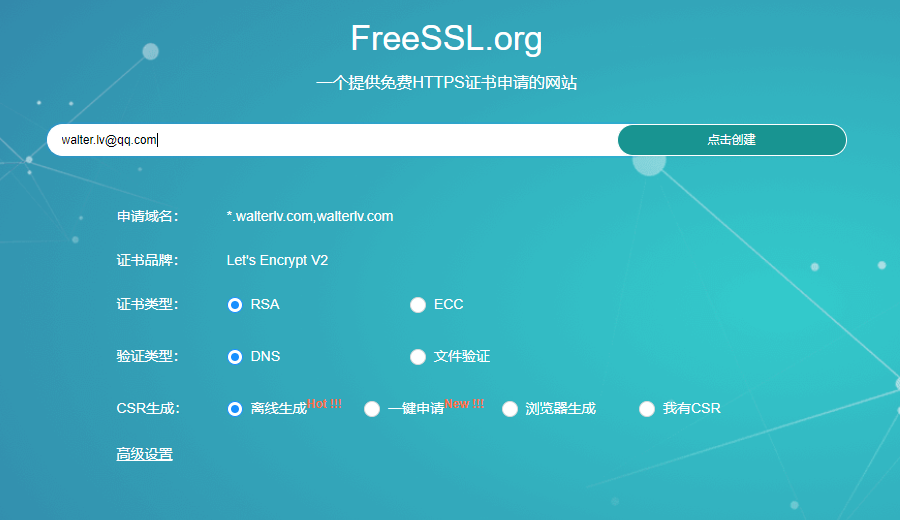 FreeSSL.org
一个提供免费HTTPS证书申请的网站
walter.lv@qq.com 点击创建
申请域名: *.walterlv.com,walterlv.com
证书品牌: Let's Encrypt V2
证书类型: RSA ECC
验证类型: DNS 文件验证
CSR生成: 离线生成Hot !!! 一键申请New !!! 浏览器生成 我有CSR
高级设置